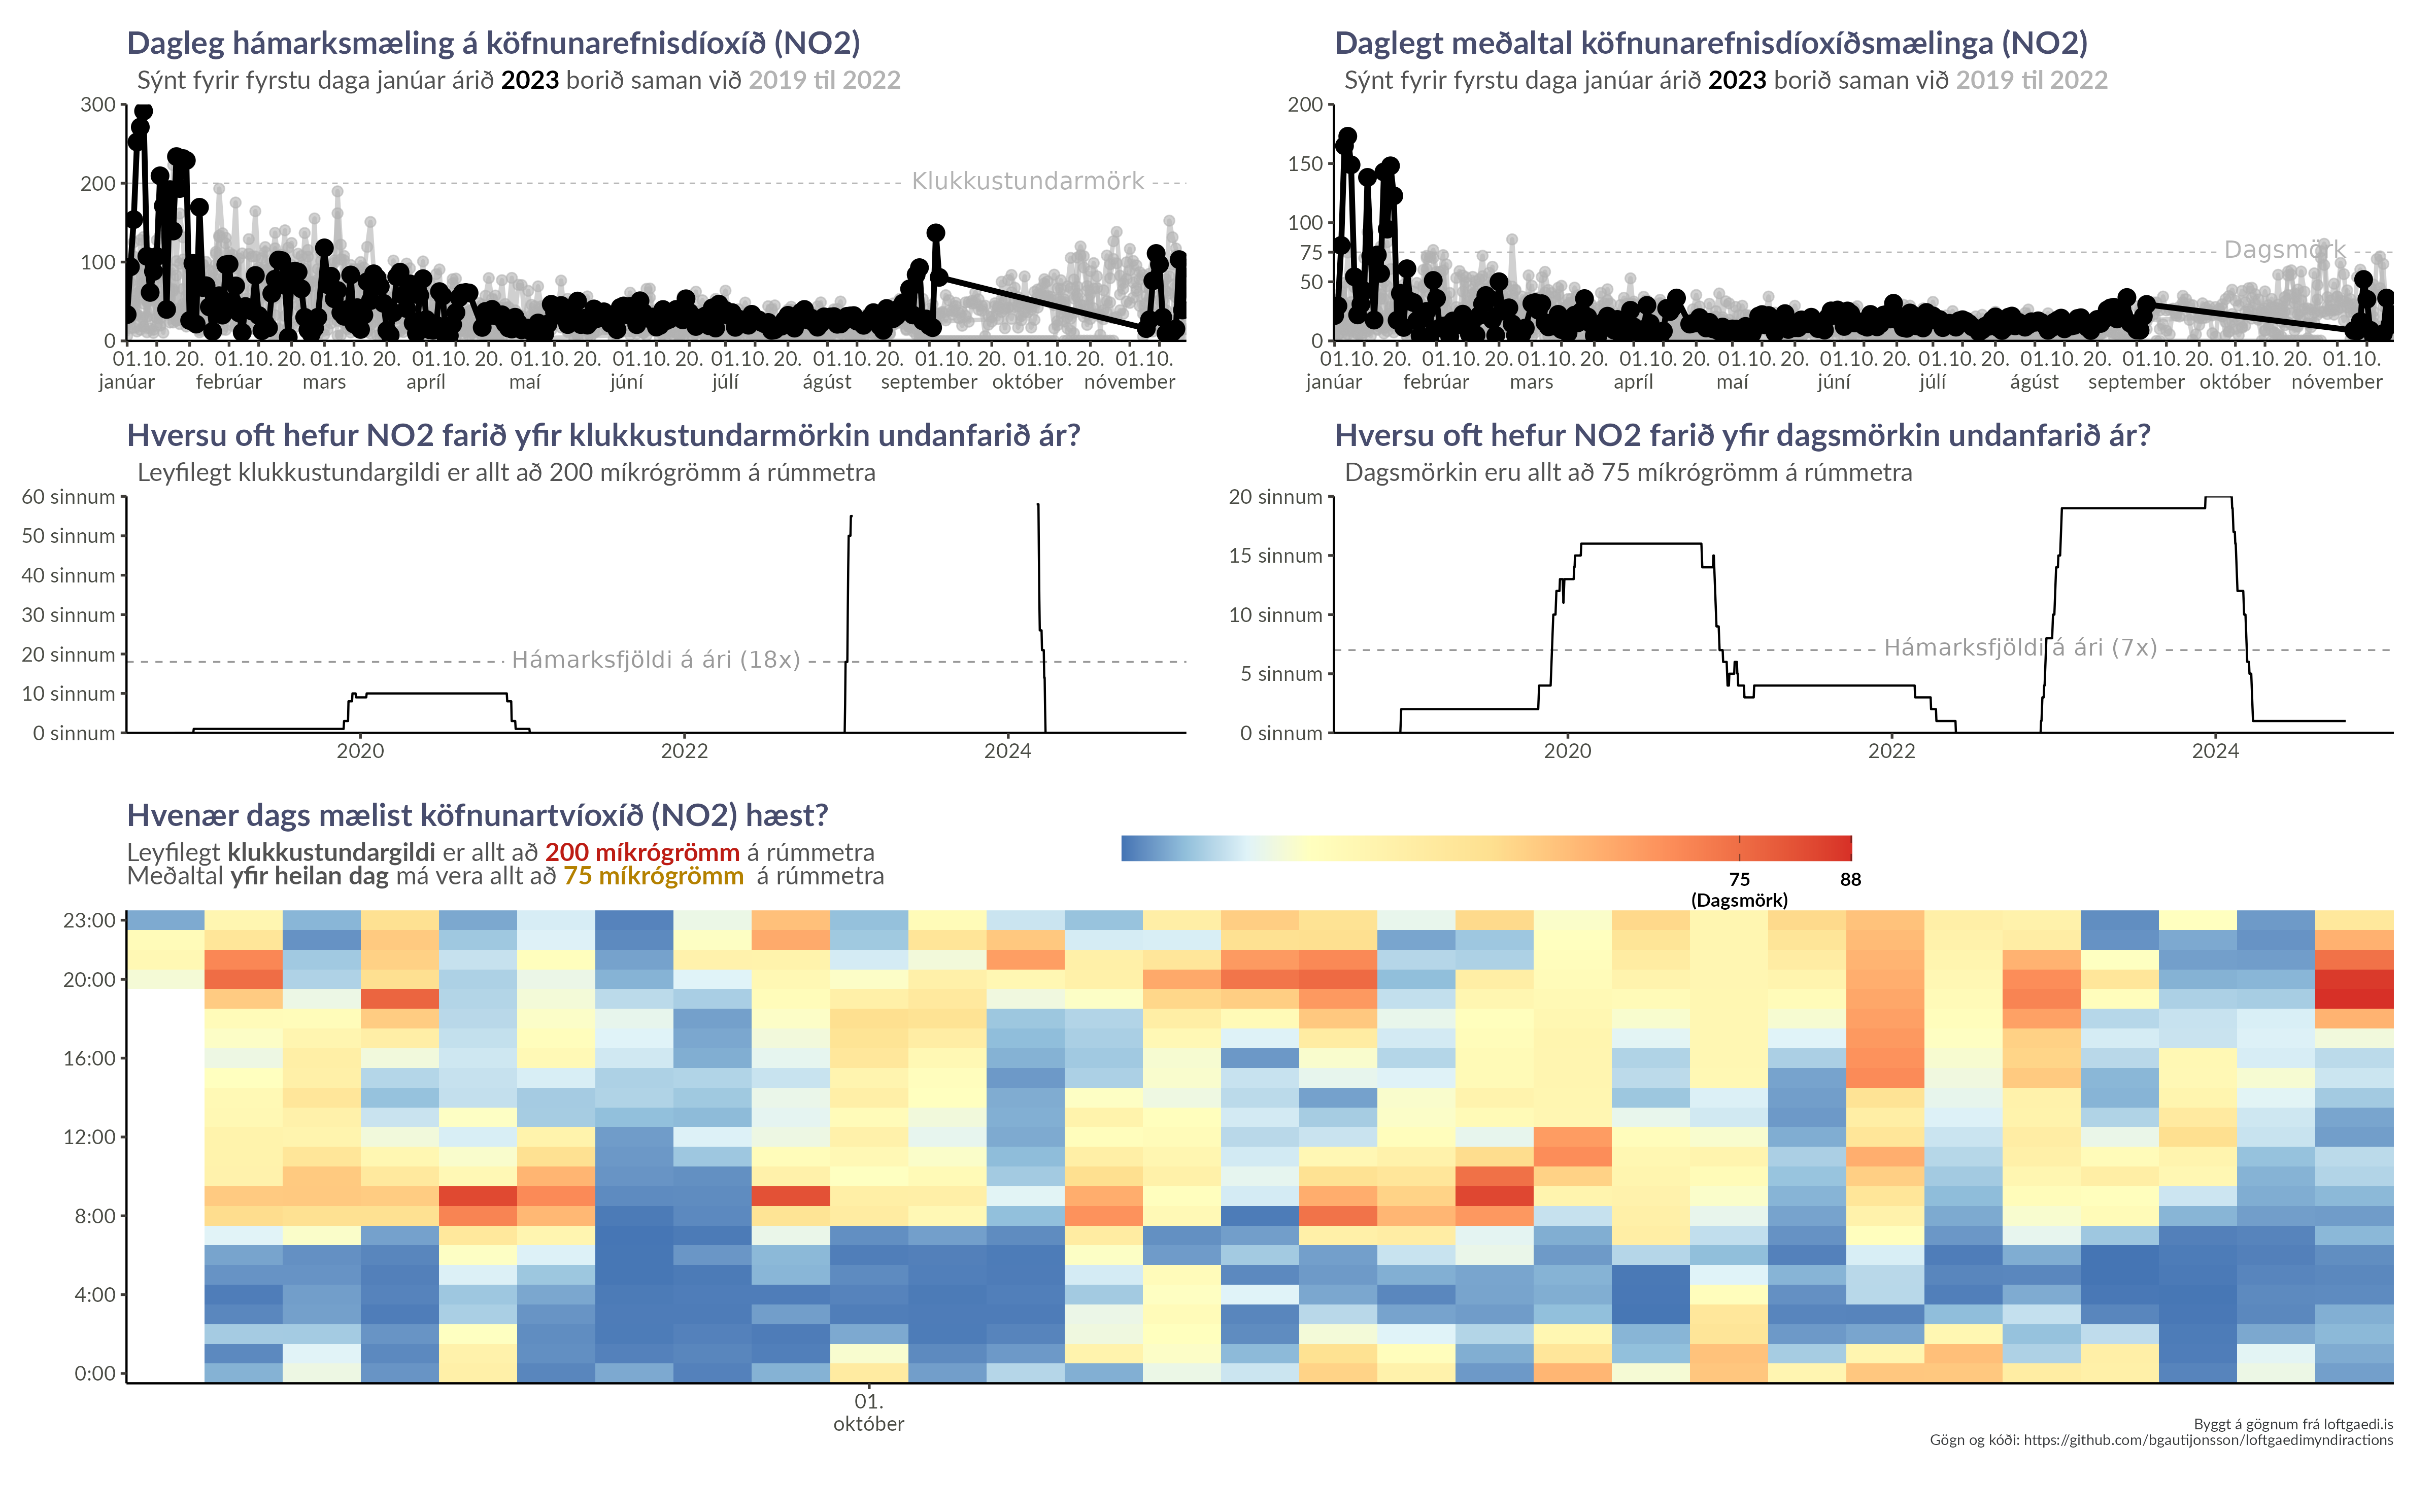 Dagleg hámarksmæling á köfnunarefnisdíoxíð (NO2)
Sýnt fyrir fyrstu daga janúar árið 2023 borið saman við 2019 til 2022
300
200
100
0
Klukkustundarmörk
01. 10. 20. 01. 10. 20. 01. 10. 20. 01. 10. 20. 01. 10. 20. 01. 10. 20. 01. 10. 20. 01. 10. 20. 01. 10. 20. 01. 10. 20. 01. 10.
janúar febrúar mars apríl maí júní júlí ágúst september október nóvember
Daglegt meðaltal köfnunarefnisdíoxíðsmælinga (NO2)
Sýnt fyrir fyrstu daga janúar árið 2023 borið saman við 2019 til 2022
200
150
100
75
50
0
Dagsmörk
01. 10. 20. 01. 10. 20. 01. 10. 20. 01. 10. 20. 01. 10. 20. 01. 10. 20. 01. 10. 20. 01. 10. 20. 01. 10. 20. 01. 10. 20. 01. 10.
janúar febrúar mars apríl maí júní júlí ágúst september október nóvember
Hversu oft hefur NO2 farið yfir klukkustundarmörkin undanfarið ár?
Leyfilegt klukkustundargildi er allt að 200 míkrógrömm á rúmmetra
60 sinnum
50 sinnum
40 sinnum
30 sinnum
20 sinnum
10 sinnum
0 sinnum
Hámarksfjöldi á ári (18x)
2020 2022 2024
Hversu oft hefur NO2 farið yfir dagsmörkin undanfarið ár?
Dagsmörkin eru allt að 75 míkrógrömm á rúmmetra
20 sinnum
15 sinnum
10 sinnum
5 sinnum
0 sinnum
Hámarksfjöldi á ári (7x)
2020 2022 2024
Hvenær dags mælist köfnunartvíoxíð (NO2) hæst?
Leyfilegt klukkustundargildi er allt að 200 míkrógrömm á rúmmetra
Meðaltal yfir heilan dag má vera allt að 75 míkrógrömm á rúmmetra
75 88
(Dagsmörk)
23:00
20:00
16:00
12:00
8:00
4:00
0:00
01.
október
Byggt á gögnum frá loftgaedi.is
Gögn og kóði: https://github.com/bgautijonsson/loftgaedimyndiractions